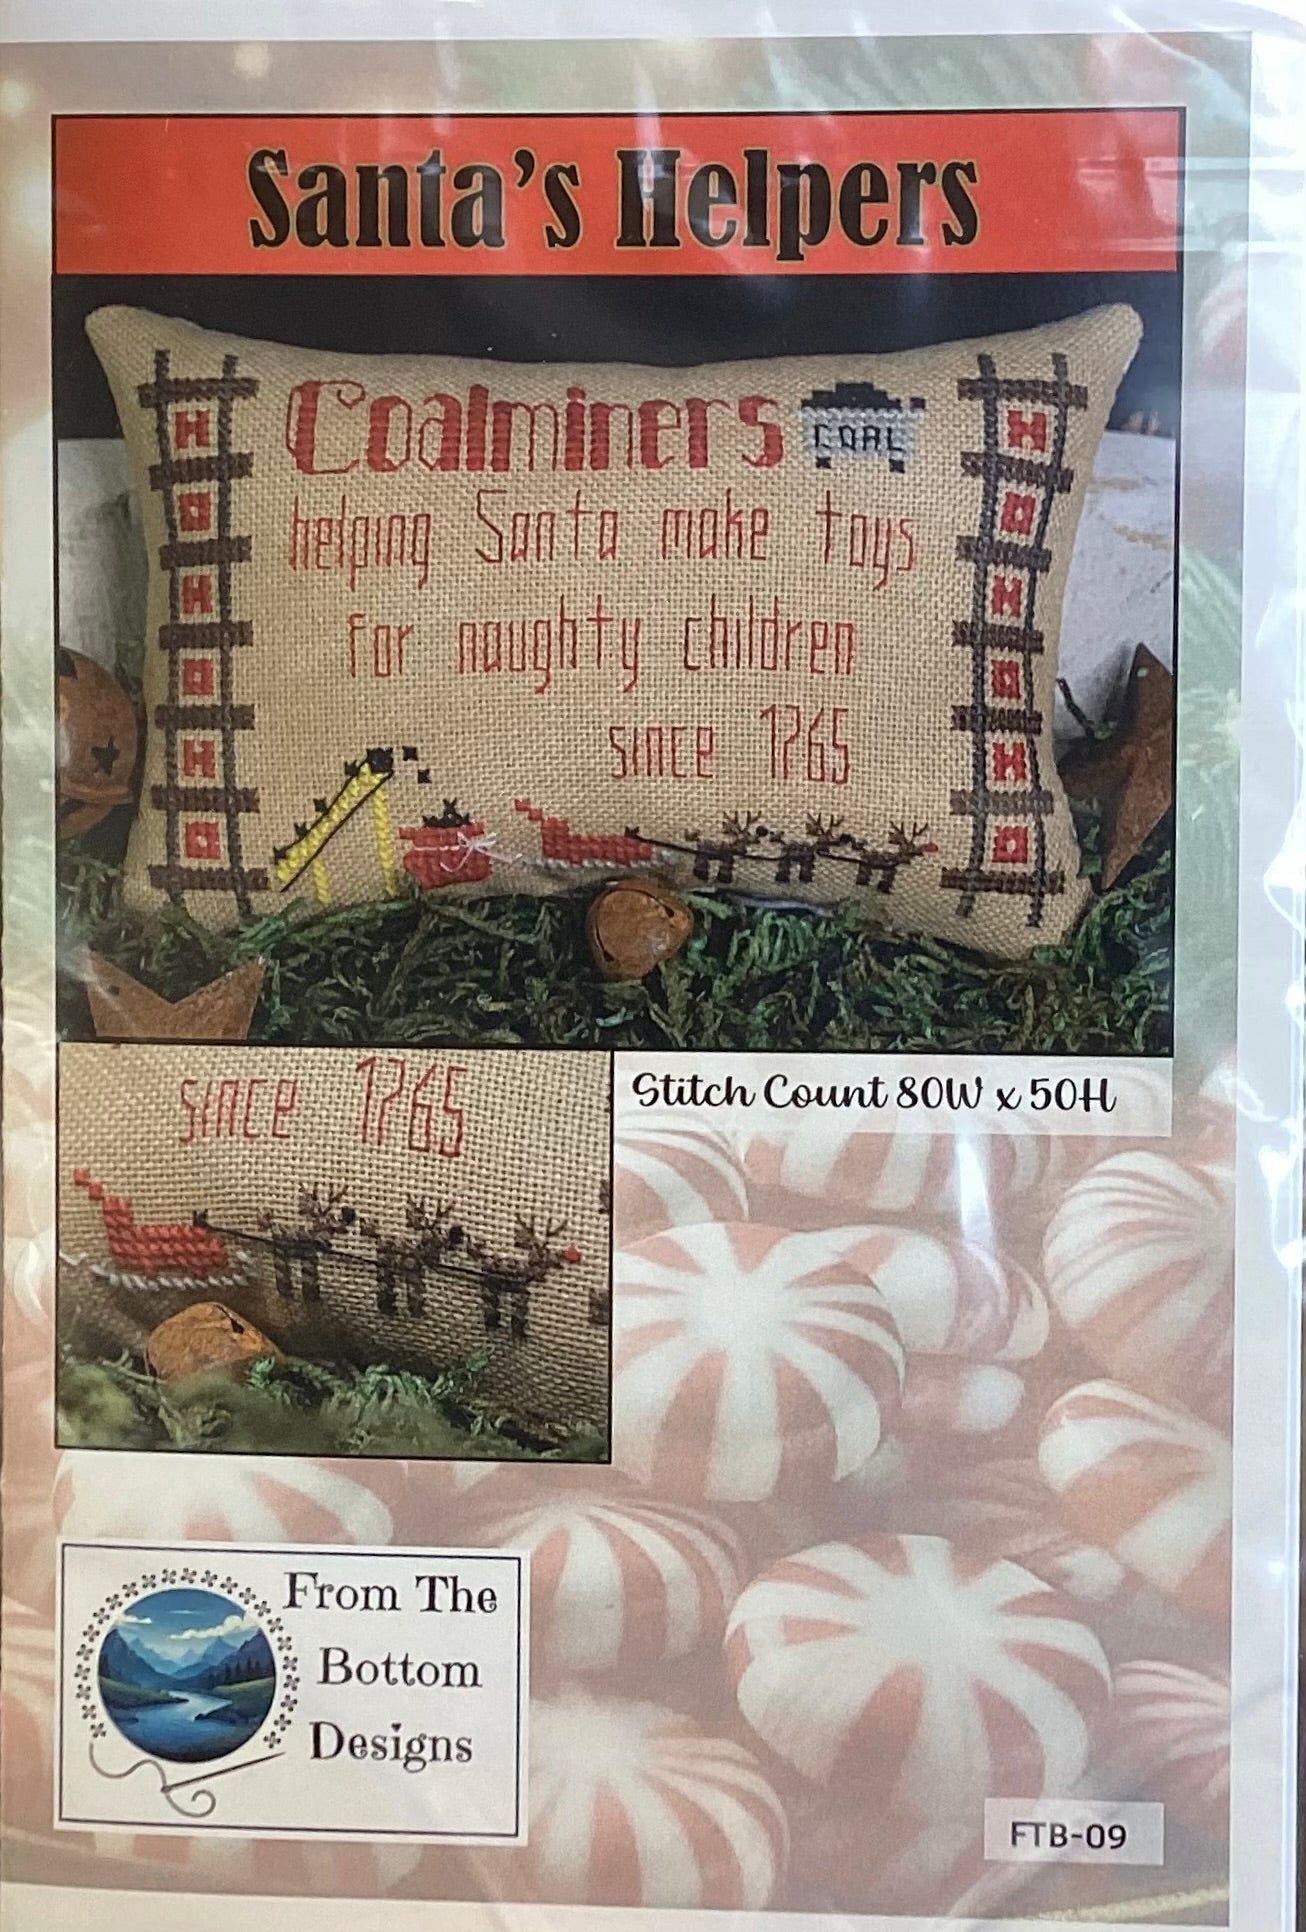 Santa's Helpers
Coalminers
COAL
helping Santa make toys
for naughty children
since 1765
H
O
H
O
H
O
H
O
H
O
H
O
since 1765
Stitch Count 80W x 50H
From The
Bottom
Designs
FTB-09